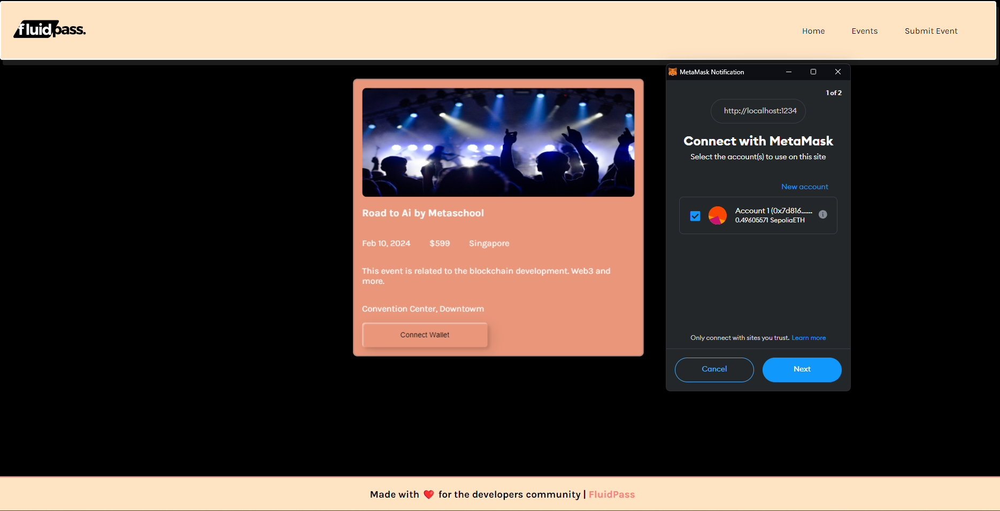 fluidpass.
Home
Events
Submit Event
Road to Ai by Metaschool
Feb 10, 2024
$599
Singapore
This event is related to the blockchain development. Web3 and
more.
Convention Center, Downtowm
Connect Wallet
MetaMask Notification
1 of 2
http://localhost:1234
Connect with MetaMask
Select the account(s) to use on this site
New account
Account 1 (0x7d816......
0.49605571 SepoliaETH
Only connect with sites you trust. Learn more
Cancel
Next
Made with ❤️ for the developers community | FluidPass